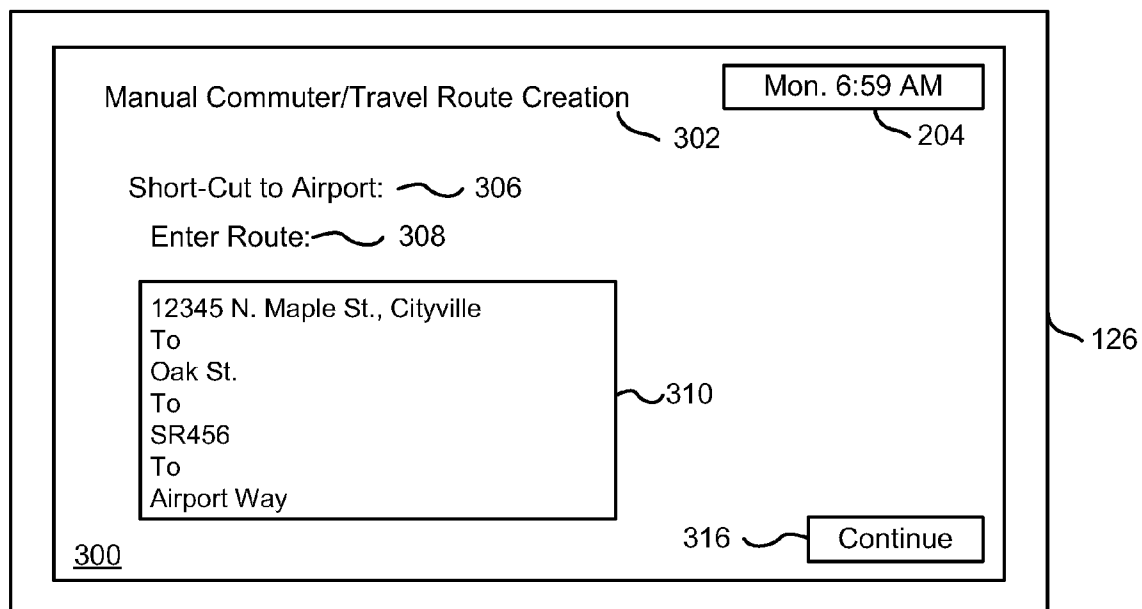 Manual Commuter/Travel Route Creation
Mon. 6:59 AM
302
204
Short-Cut to Airport:
306
Enter Route:
308
12345 N. Maple St., Cityville
To
Oak St.
To
SR456
To
Airport Way
310
126
316
Continue
300